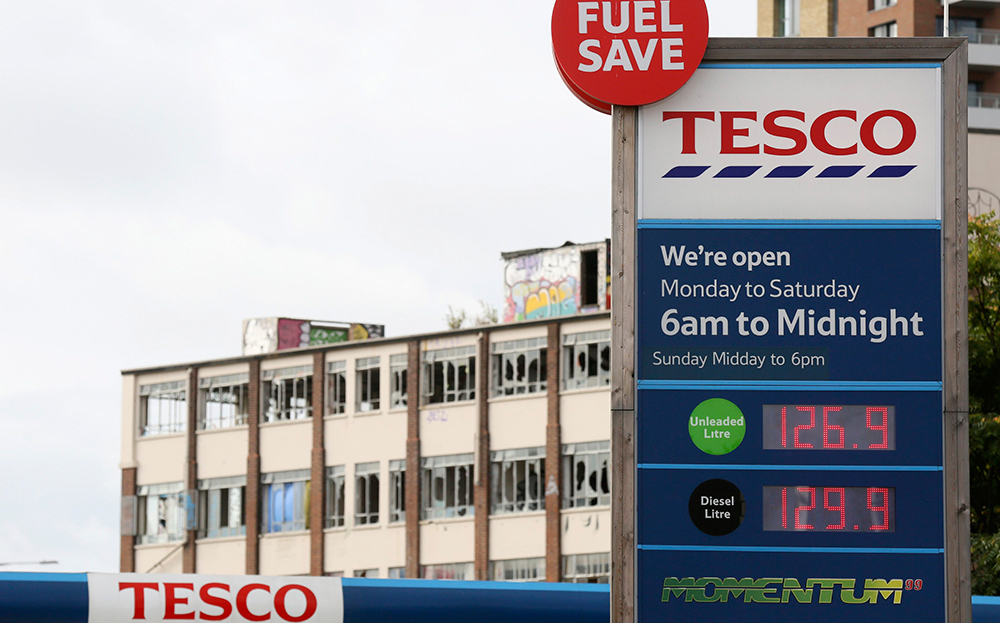 FUEL
SAVE
TESCO
We're open
Monday to Saturday
6am to Midnight
Sunday Midday to 6pm
Unleaded
Litre
126.9
Diesel
Litre
129.9
MOMENTUM99
TESCO